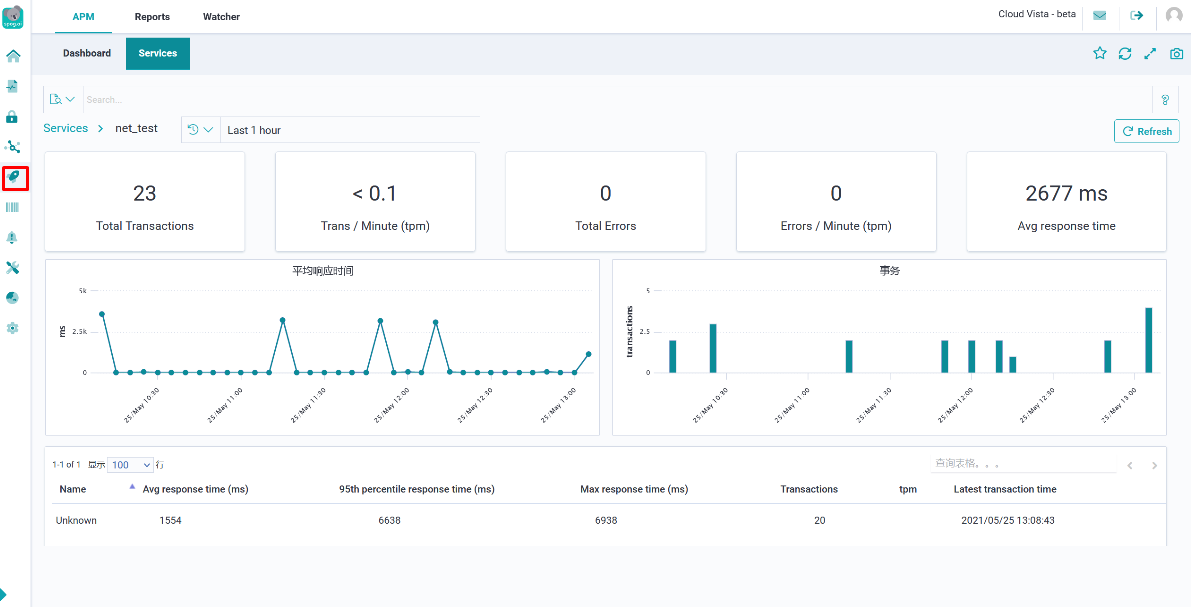 opog.ai
APM
Reports
Watcher
Cloud Vista - beta
Dashboard
Services
Search...
Services
net_test
Last 1 hour
Refresh
23
Total Transactions
< 0.1
Trans / Minute (tpm)
0
Total Errors
0
Errors / Minute (tpm)
2677 ms
Avg response time
平均响应时间
5k
2.5k
0
ms
25/May 10:30
25/May 11:00
25/May 11:30
25/May 12:00
25/May 12:30
25/May 13:00
事务
5
2.5
0
transactions
25/May 10:30
25/May 11:00
25/May 11:30
25/May 12:00
25/May 12:30
25/May 13:00
1-1 of 1 显示 100 行
查询表格。。。
Name Avg response time (ms) 95th percentile response time (ms) Max response time (ms) Transactions tpm Latest transaction time
Unknown 1554 6638 6938 20 2021/05/25 13:08:43